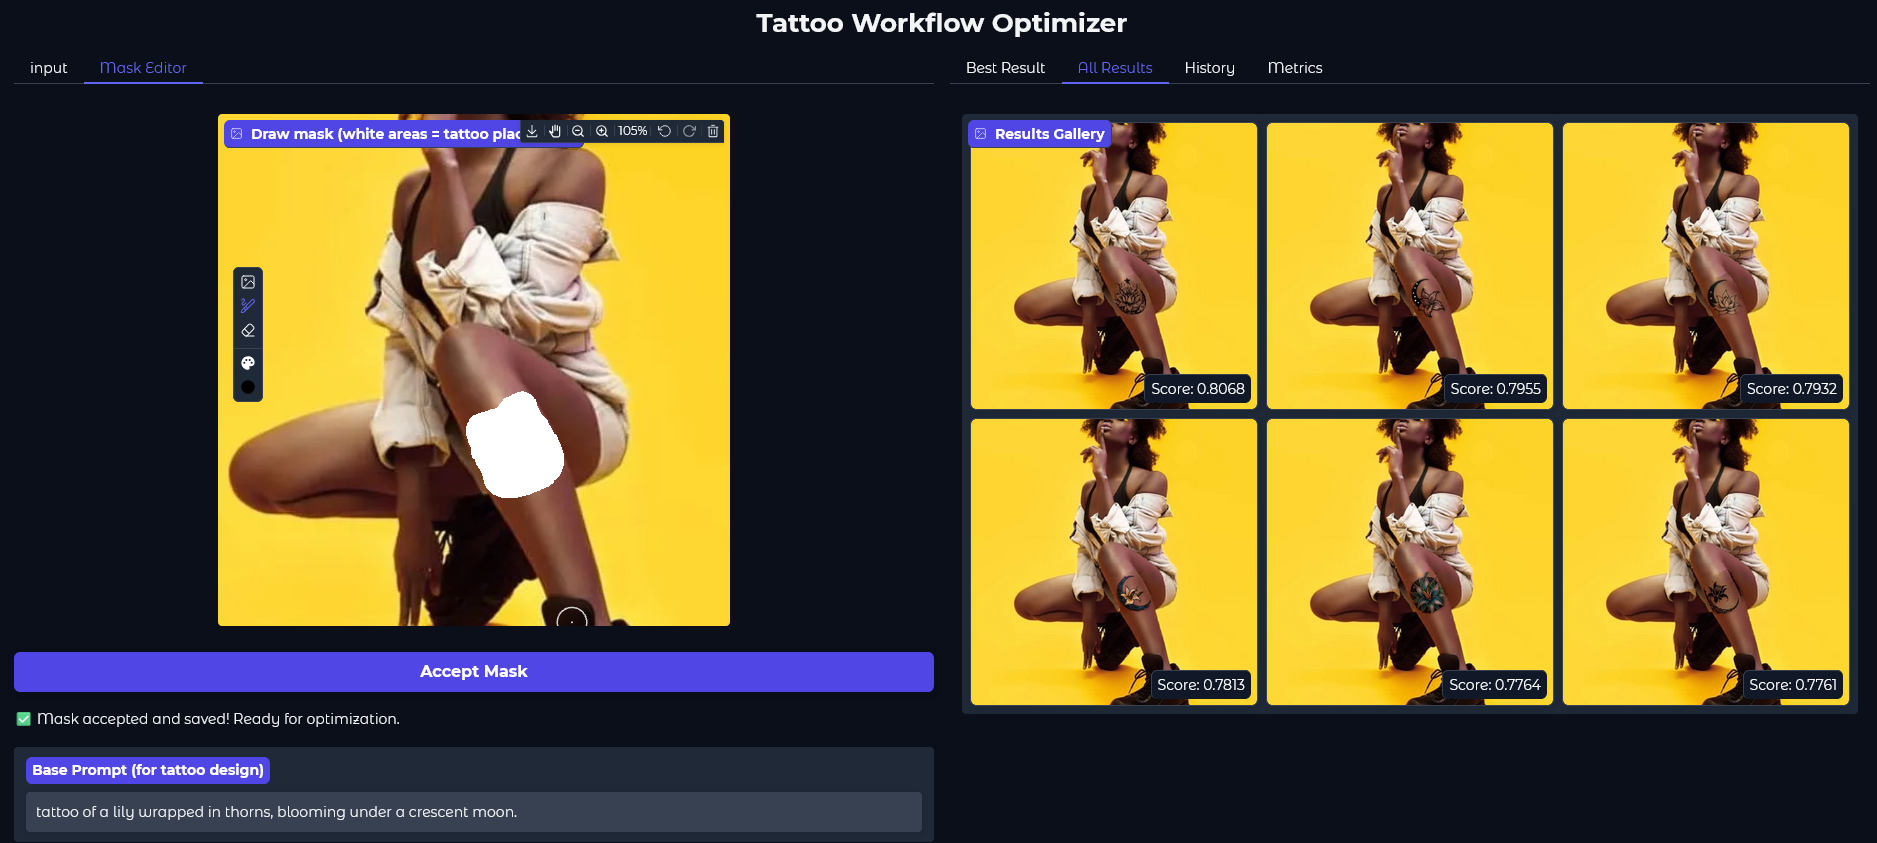 Tattoo Workflow Optimizer
input
Mask Editor
Best Result
All Results
History
Metrics
Draw mask (white areas = tattoo
105%
Results Gallery
Score: 0.8068
Score: 0.7955
Score: 0.7932
Score: 0.7813
Score: 0.7764
Score: 0.7761
Accept Mask
Mask accepted and saved! Ready for optimization.
Base Prompt (for tattoo design)
tattoo of a lily wrapped in thorns, blooming under a crescent moon.